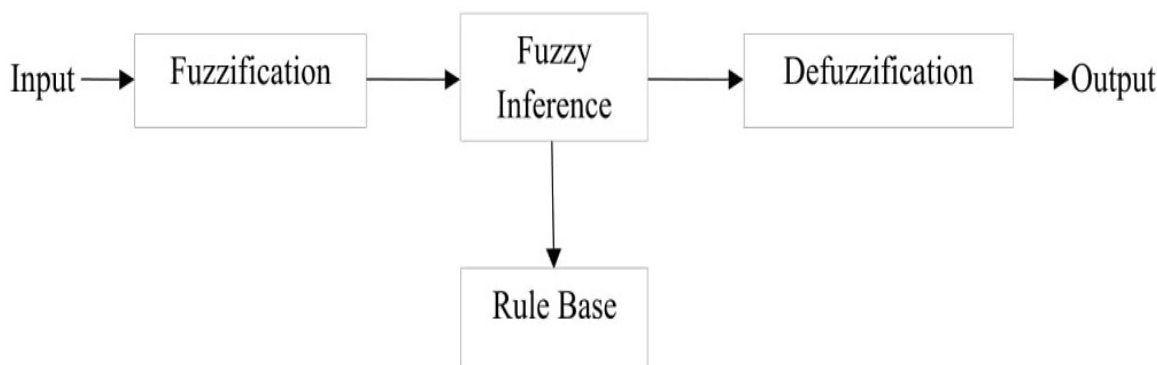 Input
Fuzzification
Fuzzy
Inference
Defuzzification
Output
Rule Base